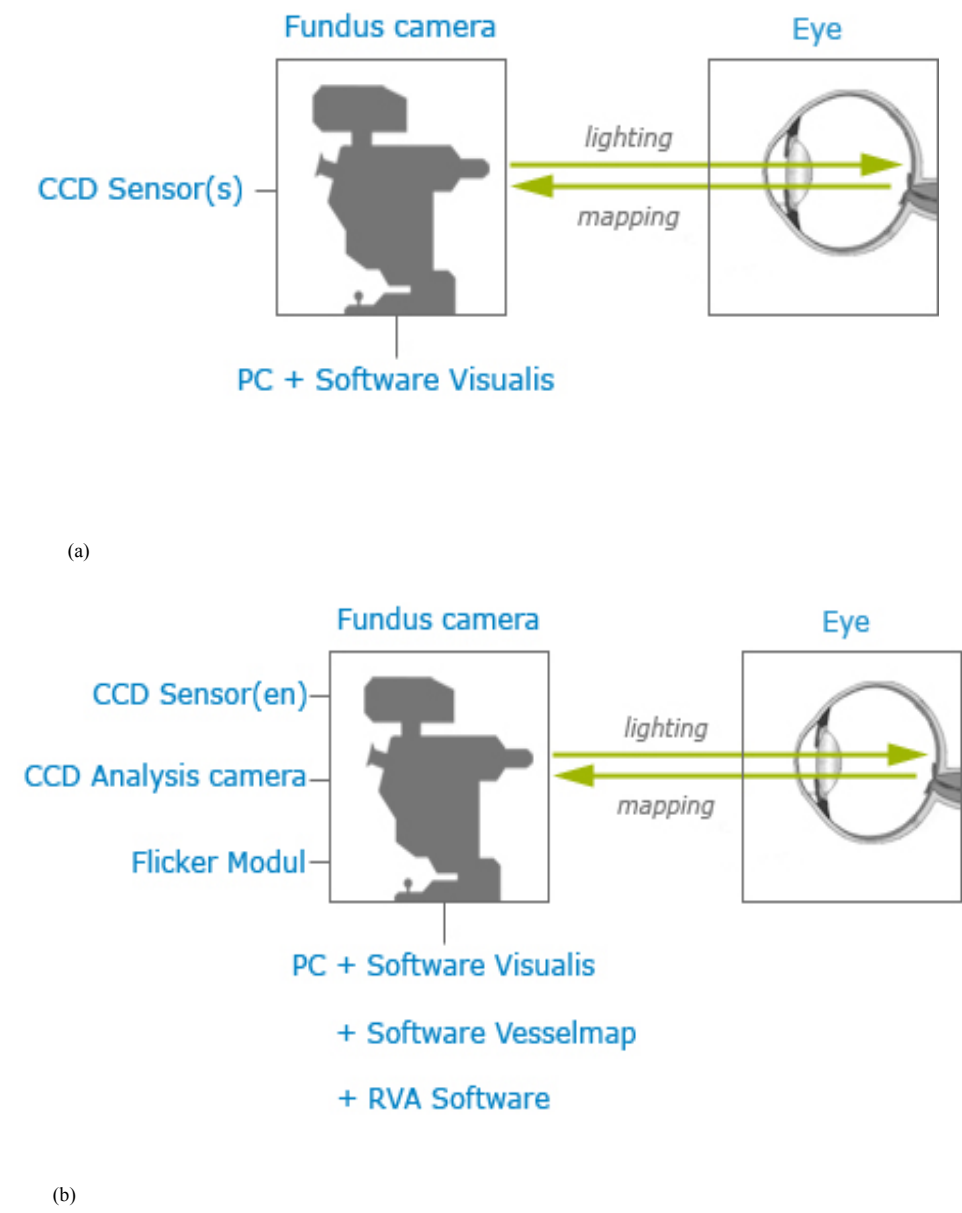 Fundus camera
Eye
lighting
CCD Sensor(s)
mapping
PC + Software Visualis
(a)
Fundus camera
Eye
CCD Sensor(en)
lighting
CCD Analysis camera
mapping
Flicker Modul
PC + Software Visualis
+ Software Vesselmap
+ RVA Software
(b)